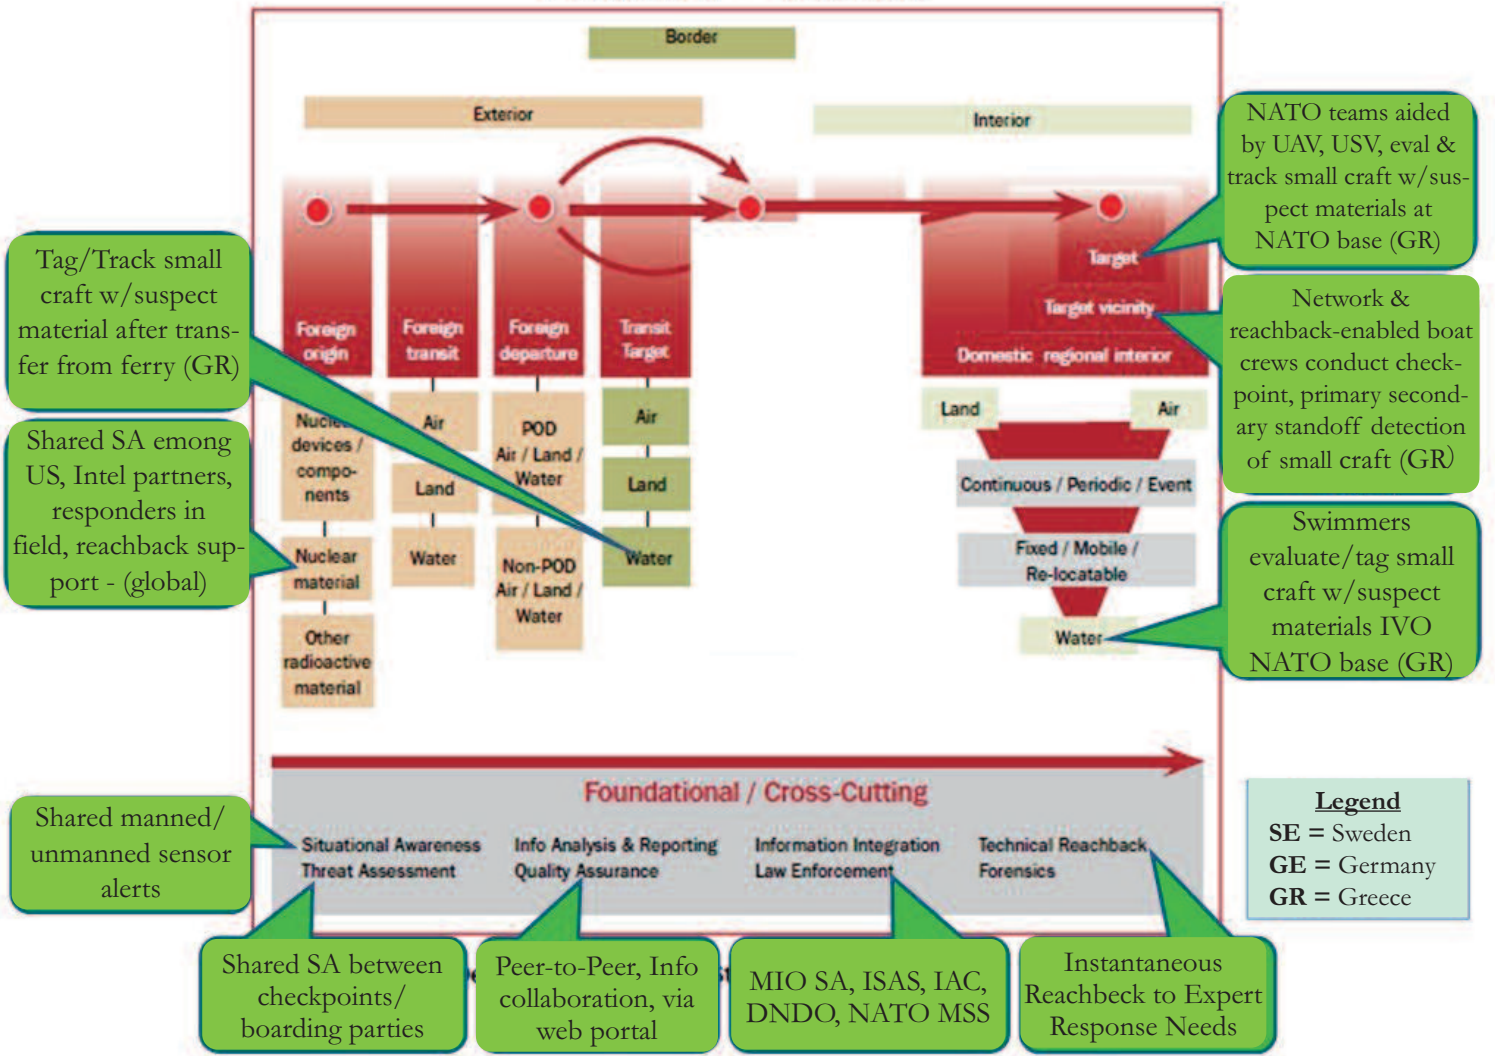 Border
Exterior
Interior
NATO teams aided
by UAV, USV, eval &
track small craft w/sus-
pect materials at
NATO base (GR)
Tag/Track small
craft w/suspect
material after trans-
fer from ferry (GR)
Target
Network &
reachback-enabled boat
crews conduct check-
point, primary second-
ary standoff detection
of small craft (GR)
Target vicinity
Foreign
origin
Foreign
transit
Foreign
departure
Transit
Target
Domestic regional interior
Shared SA emong
US, Intel partners,
responders in
field, reachback sup-
port - (global)
devices /
compo-
nents
Nuclear
material
Other
radioactive
material
Air
Land
Water
POD
Air / Land /
Water
Non-POD
Air / Land /
Water
Air
Land
Water
Land
Air
Continuous / Periodic / Event
Fixed / Mobile /
Re-locatable
Water
Swimmers
evaluate/tag small
craft w/suspect
materials IVO
NATO base (GR)
Foundational / Cross-Cutting
Situational Awareness
Threat Assessment
Info Analysis & Reporting
Quality Assurance
Information Integration
Law Enforcement
Technical Reachback
Forensics
Shared manned/
unmanned sensor
alerts
Legend
SE = Sweden
GE = Germany
GR = Greece
Shared SA between
checkpoints/
boarding parties
Peer-to-Peer, Info
collaboration, via
web portal
MIO SA, ISAS, IAC,
DNDO, NATO MSS
Instantaneous
Reachbeck to Expert
Response Needs